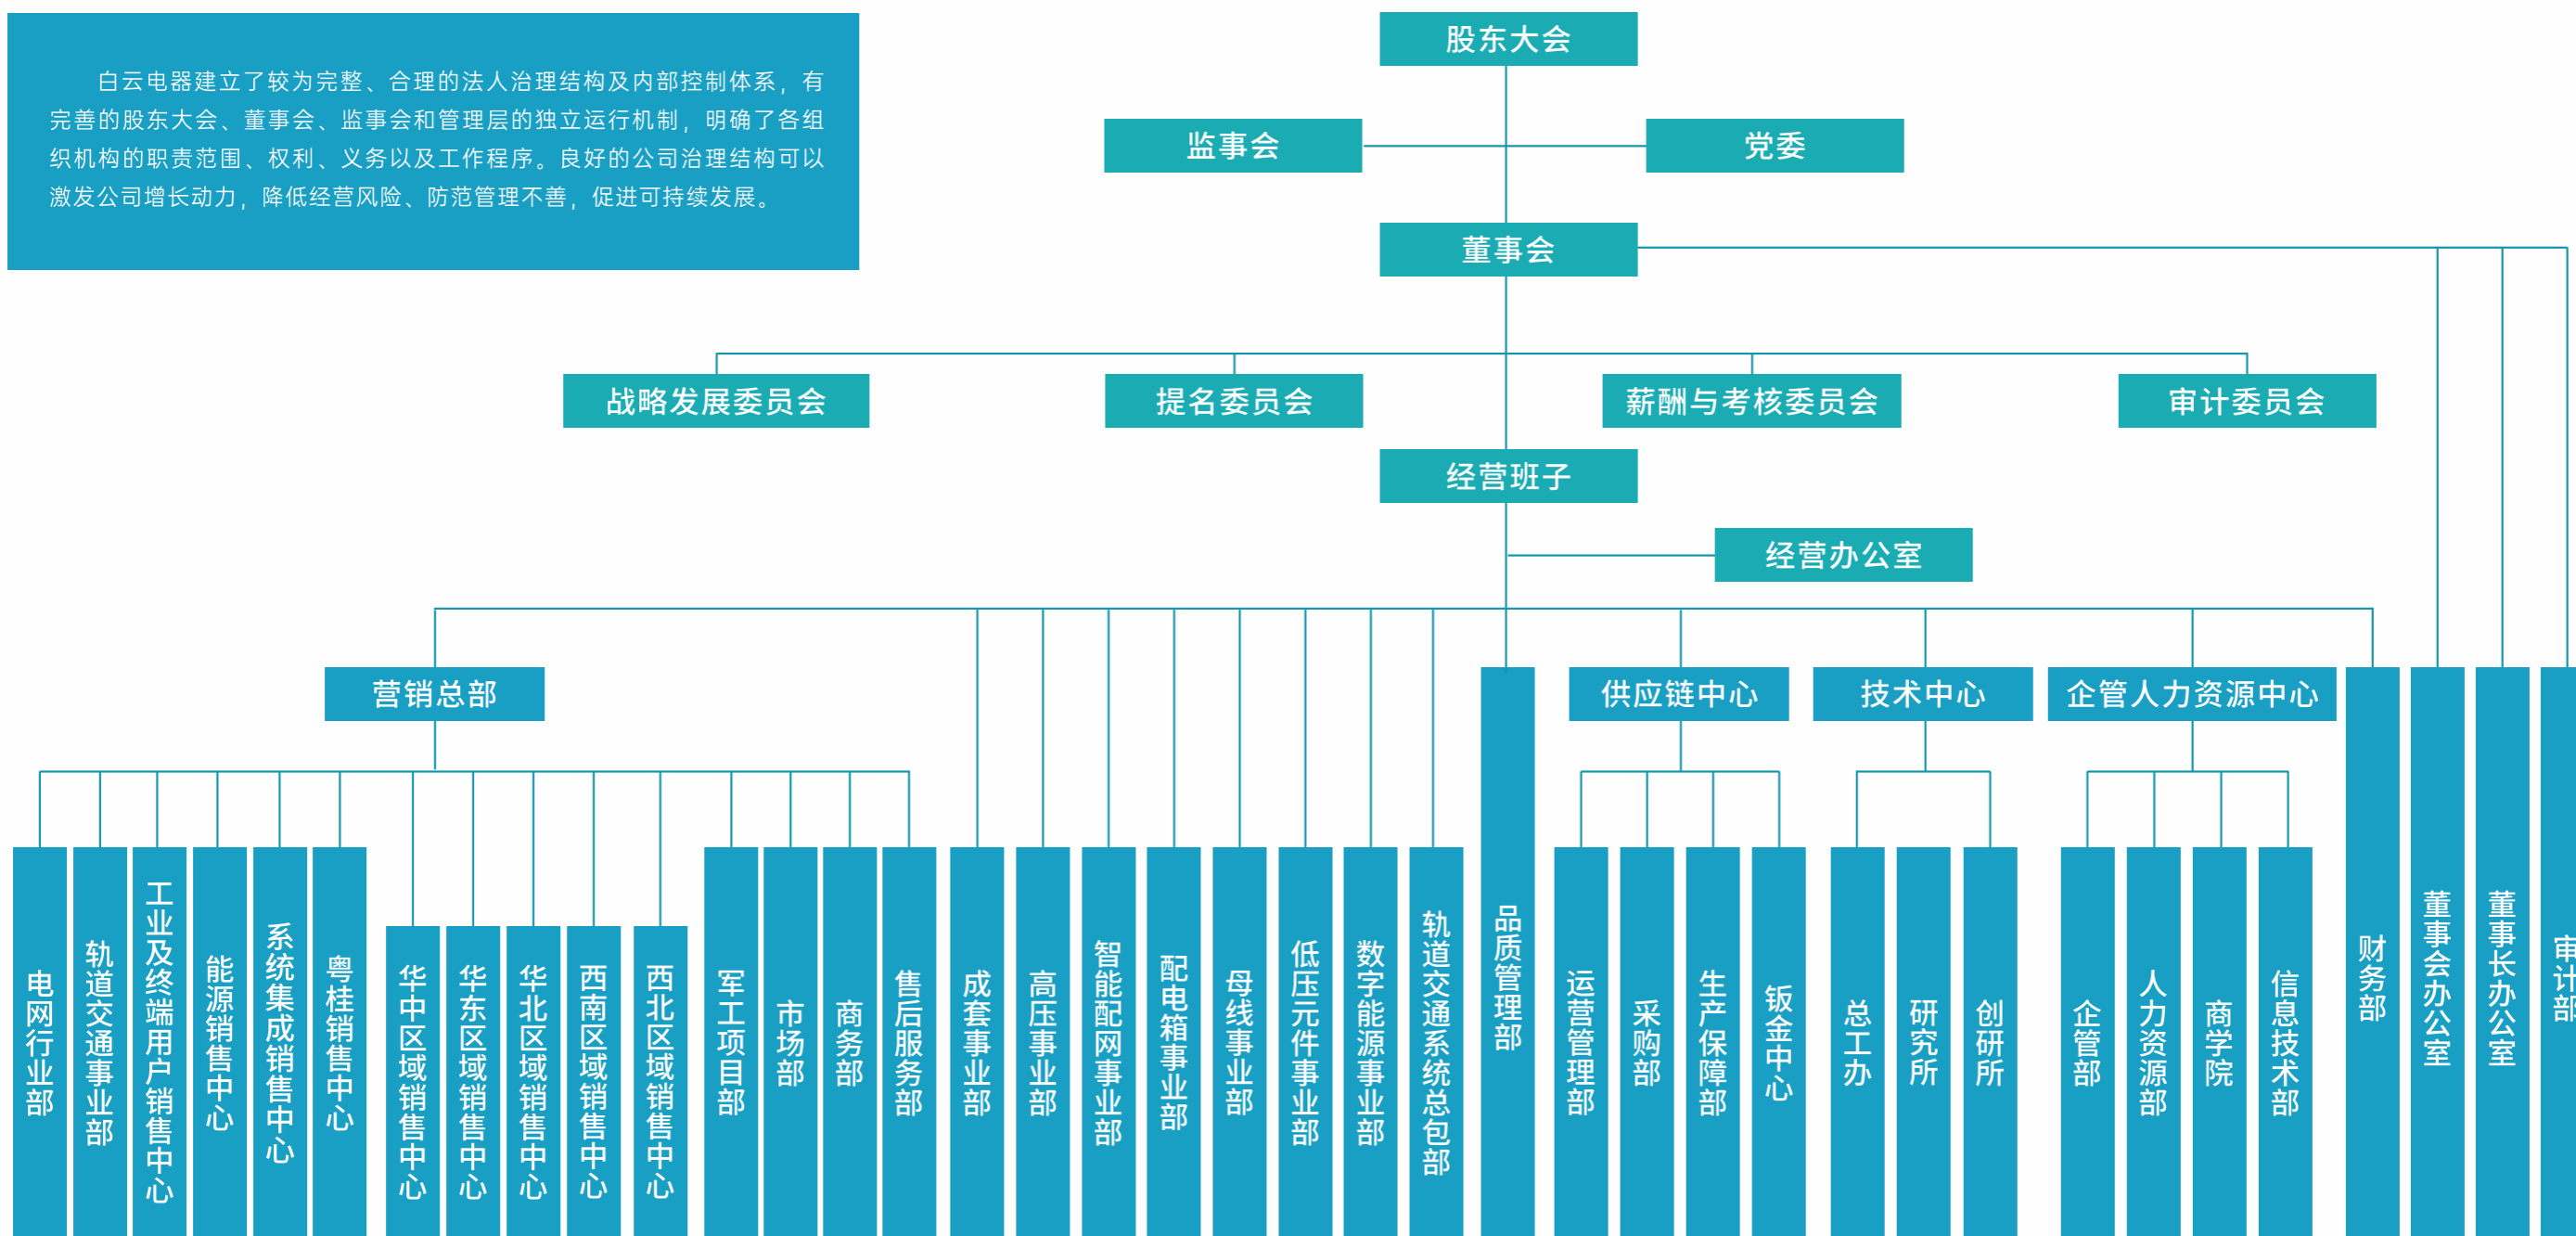 白云电器建立了较为完整、合理的法人治理结构及内部控制体系，有
完善的股东大会、董事会、监事会和管理层的独立运行机制，明确了各组
织机构的职责范围、权利、义务以及工作程序。良好的公司治理结构可以
激发公司增长动力，降低经营风险、防范管理不善，促进可持续发展。
股东大会
监事会
党委
董事会
战略发展委员会
提名委员会
薪酬与考核委员会
审计委员会
经营班子
经营办公室
营销总部
供应链中心
技术中心
企管人力资源中心
电网行业部
轨道交通事业部
工业及终端用户销售中心
能源销售中心
系统集成销售中心
粤桂销售中心
华中区域销售中心
华东区域销售中心
华北区域销售中心
西南区域销售中心
西北区域销售中心
军工项目部
市场部
商务部
售后服务部
成套事业部
高压事业部
智能配网事业部
配电箱事业部
母线事业部
低压元件事业部
数字能源事业部
轨道交通系统总包部
品质管理部
运营管理部
采购部
生产保障部
钣金中心
总工办
研究所
创研所
企管部
人力资源部
商学院
信息技术部
财务部
董事会办公室
董事长办公室
审计部